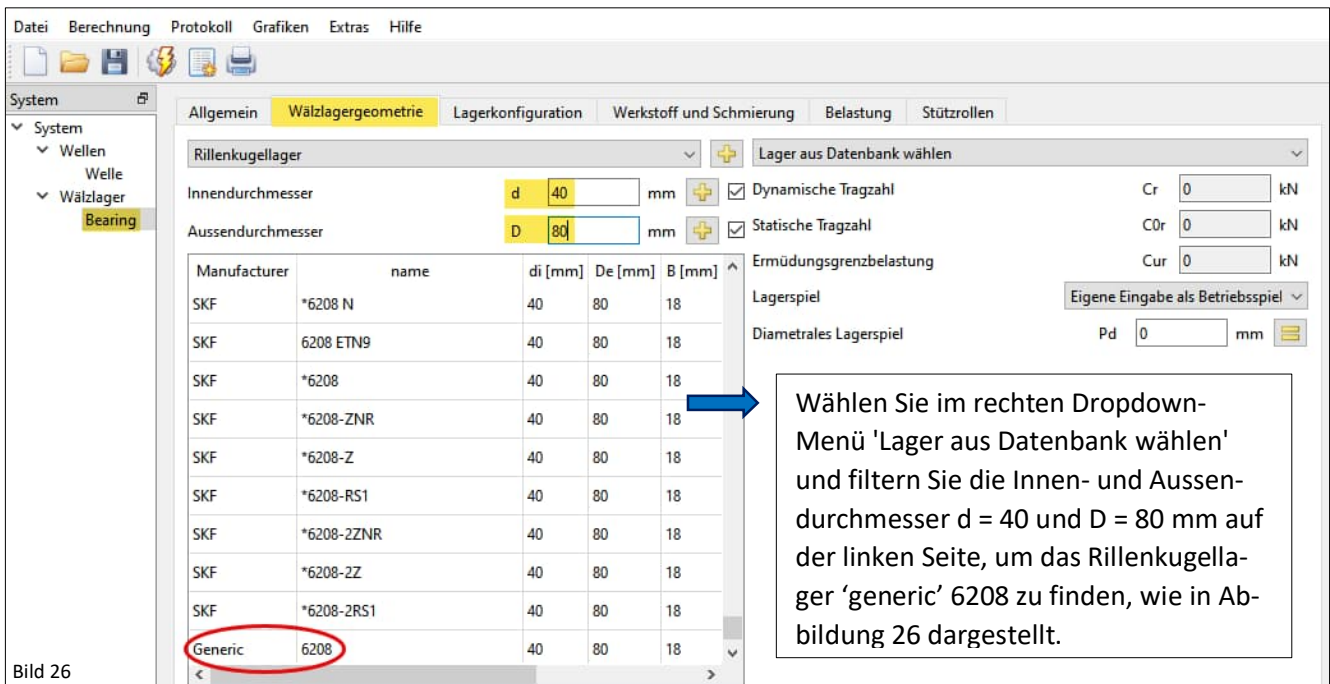 Datei Berechnung Protokoll Grafiken Extras Hilfe
System
System
Wellen
Welle
Wälzlager
Bearing
Allgemein Wälzlagergeometrie Lagerkonfiguration Werkstoff und Schmierung Belastung Stützrollen
Rillenkugellager
Innendurchmesser d 40 mm
Aussendurchmesser D 80 mm
Manufacturer name di [mm] De [mm] B [mm]
SKF *6208 N 40 80 18
SKF 6208 ETN9 40 80 18
SKF *6208 40 80 18
SKF *6208-ZNR 40 80 18
SKF *6208-Z 40 80 18
SKF *6208-RS1 40 80 18
SKF *6208-2ZNR 40 80 18
SKF *6208-2Z 40 80 18
SKF *6208-2RS1 40 80 18
Generic 6208 40 80 18
Lager aus Datenbank wählen
Dynamische Tragzahl Cr 0 kN
Statische Tragzahl C0r 0 kN
Ermüdungsgrenzbelastung Cur 0 kN
Lagerspiel Eigene Eingabe als Betriebsspiel
Diametrales Lagerspiel Pd 0 mm
Wählen Sie im rechten Dropdown-
Menü 'Lager aus Datenbank wählen'
und filtern Sie die Innen- und Aussen-
durchmesser d = 40 und D = 80 mm auf
der linken Seite, um das Rillenkugella-
ger ‘generic’ 6208 zu finden, wie in Ab-
bildung 26 dargestellt.
Bild 26